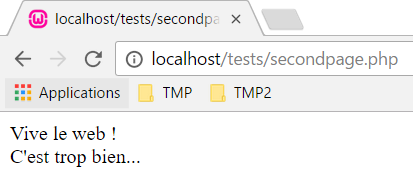 localhost/tests/secondpa
localhost/tests/secondpage.php
Applications TMP TMP2
Vive le web !
C'est trop bien...